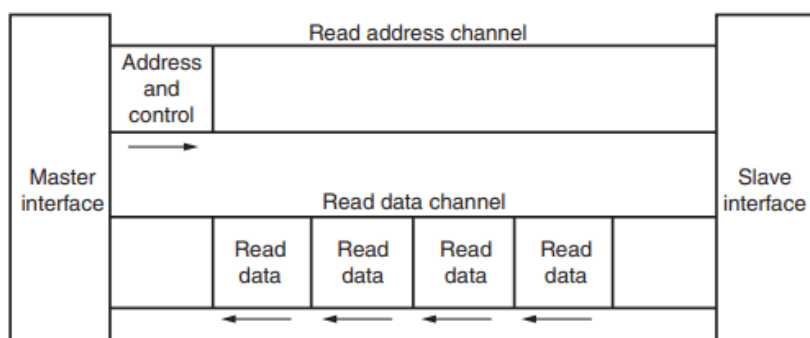 Read address channel
Address
and
control
Master
interface
Slave
interface
Read data channel
Read
data
Read
data
Read
data
Read
data